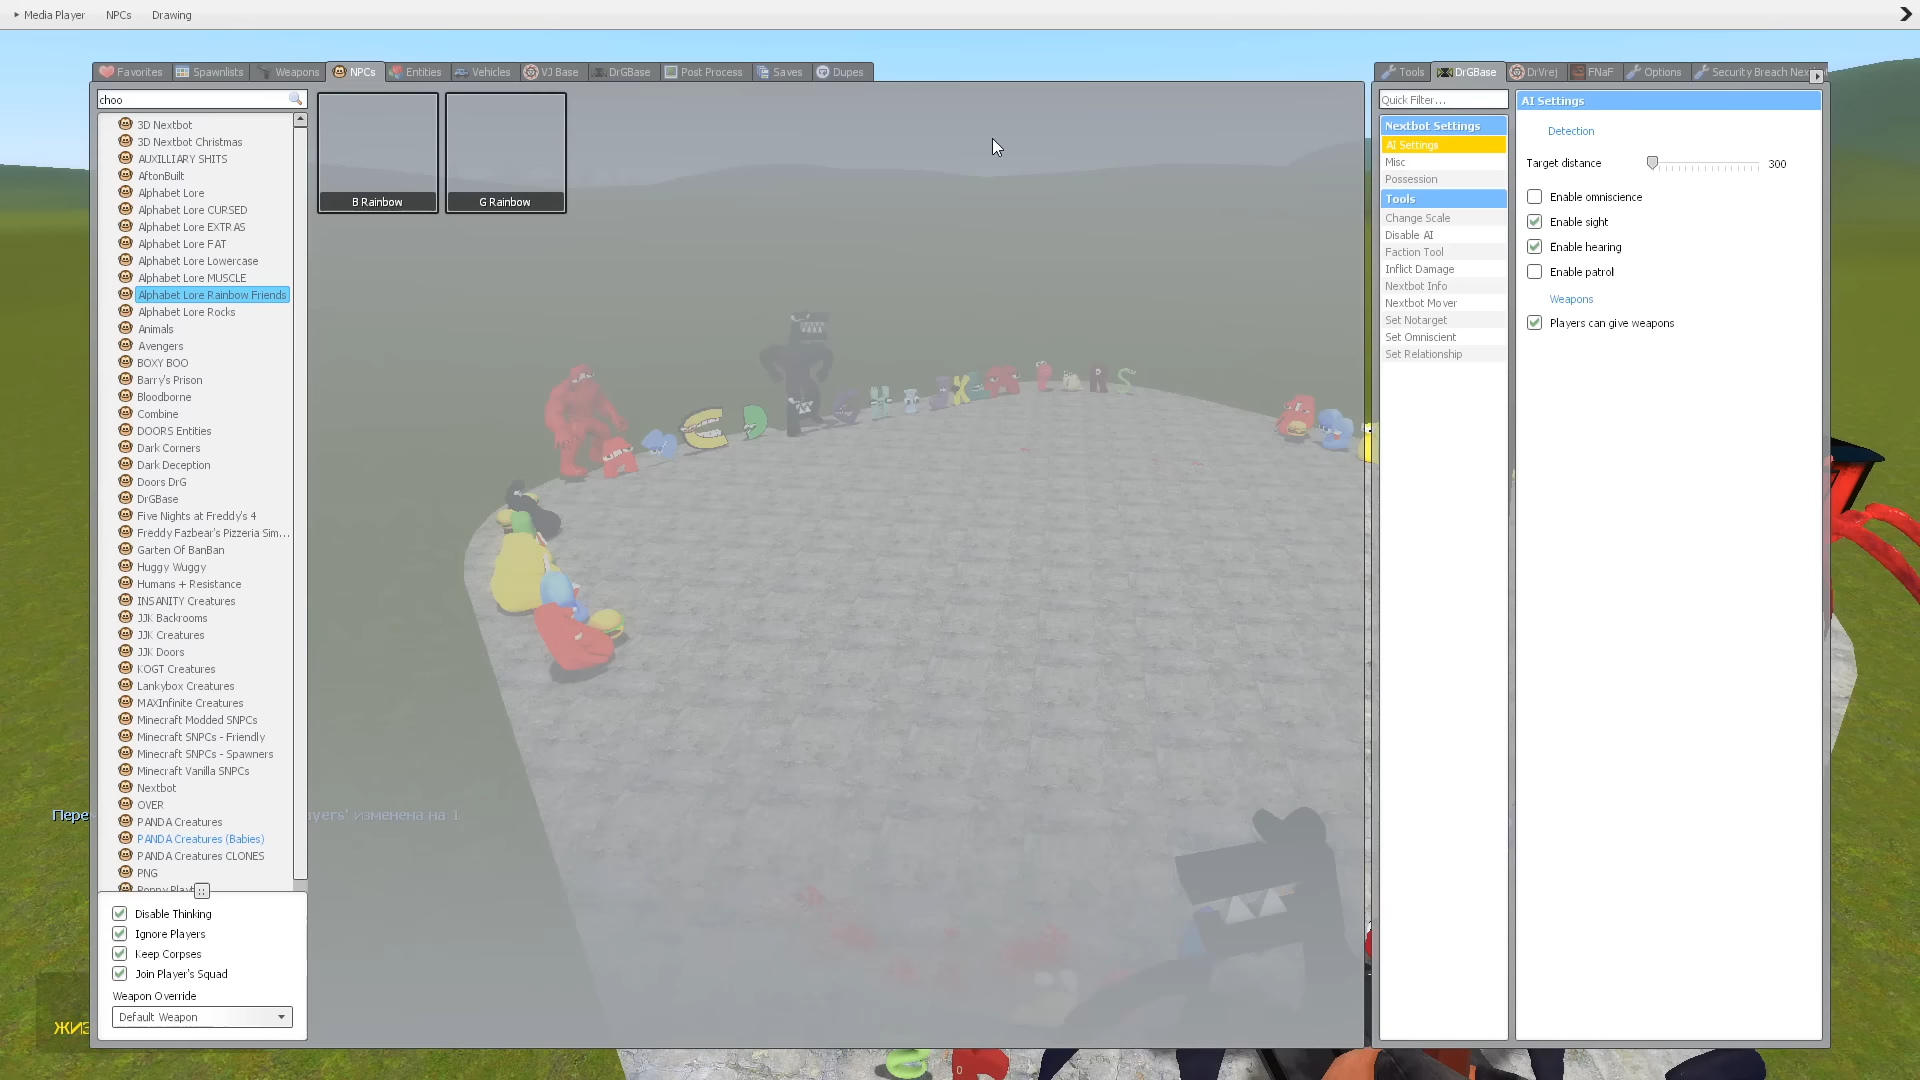 Media Player NPCs Drawing
Favorites Spawnlists Weapons NPCs Entities Vehicles VJ Base DrGBase Post Process Saves Dupes
choo
3D Nextbot
3D Nextbot Christmas
AUXILLIARY SHITS
AftonBuilt
Alphabet Lore
Alphabet Lore CURSED
Alphabet Lore EXTRAS
Alphabet Lore FAT
Alphabet Lore Lowercase
Alphabet Lore MUSCLE
Alphabet Lore Rainbow Friends
Alphabet Lore Rocks
Animals
Avengers
BOXY BOO
Barry's Prison
Bloodborne
Combine
DOORS Entities
Dark Corners
Dark Deception
Doors DrG
DrGBase
Five Nights at Freddy's 4
Freddy Fazbear's Pizzeria Sim...
Garten Of BanBan
Huggy Wuggy
Humans + Resistance
INSANITY Creatures
JJK Backrooms
JJK Creatures
JJK Doors
KOGT Creatures
Lankybox Creatures
MAXInfinite Creatures
Minecraft Modded SNPCs
Minecraft SNPCs - Friendly
Minecraft SNPCs - Spawners
Minecraft Vanilla SNPCs
Nextbot
OVER
PANDA Creatures
PANDA Creatures (Babies)
PANDA Creatures CLONES
PNG
Disable Thinking
Ignore Players
Keep Corpses
Join Player's Squad
Weapon Override
Default Weapon
B Rainbow
G Rainbow
Пере
ayers' изменена на 1
ЖИЗ
0
Tools DrGBase DrVrej FNaF Options Security Breach
Quick Filter...
Nextbot Settings
AI Settings
Misc
Possession
Tools
Change Scale
Disable AI
Faction Tool
Inflict Damage
Nextbot Info
Nextbot Mover
Set Notarget
Set Omniscient
Set Relationship
AI Settings
Detection
Target distance 300
Enable omniscience
Enable sight
Enable hearing
Enable patrol
Weapons
Players can give weapons